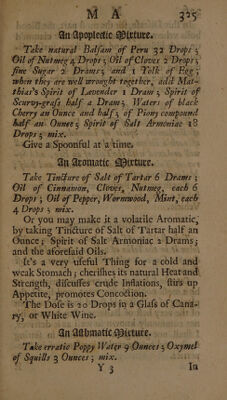 M A 325
An Apoplectic Mixture.
Take natural Balsam of Peru 32 Drops;
Oil of Nutmeg 4 Drops; Oil of Cloves 2 Drops;
fine Sugar 2 Drams; and 1 Yolk of Egg;
when they are well wrought together, add Mat-
thias's Spirit of Lavender 1 Dram; Spirit of
Scurvy-grass half a Dram; Waters of black
Cherry an Ounce and half; of Piony compound
half an Ounce; Spirit of Salt Armoniac 18
Drops; mix.
Give a Spoonful at a time.
An Aromatic Mixture.
Take Tincture of Salt of Tartar 6 Drams;
Oil of Cinnamon, Cloves, Nutmeg, each 6
Drops; Oil of Pepper, Wormwood, Mint, each
4 Drops; mix.
Or you may make it a volatile Aromatic,
by taking Tincture of Salt of Tartar half an
Ounce; Spirit of Salt Armoniac 2 Drams;
and the aforesaid Oils.
It's a very useful Thing for a cold and
weak Stomach; cherishes its natural Heat and
Strength, discusses crude Inflations, stirs up
Appetite, promotes Concoction.
The Dose is 20 Drops in a Glass of Cana-
ry, or White Wine.
An Asthmatic Mixture.
Take erratic Poppy Water 9 Ounces; Oxymel
of Squills 3 Ounces; mix.
Y 3 In